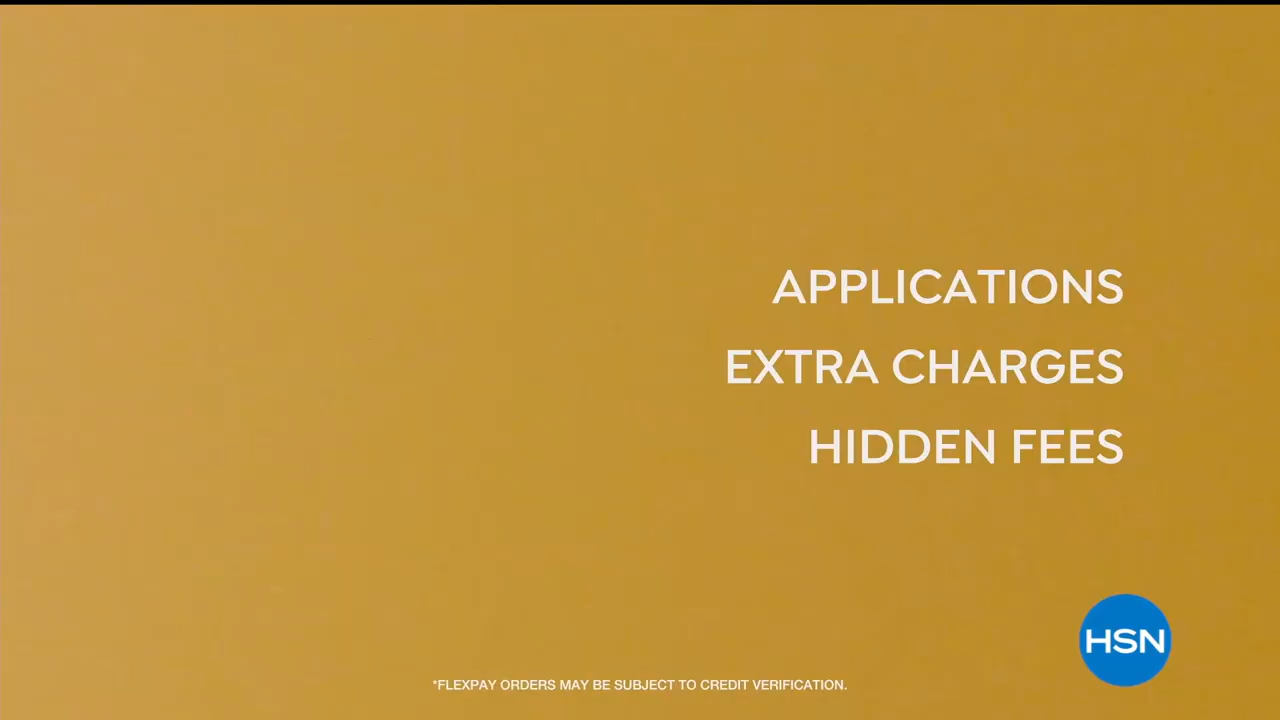 APPLICATIONS
EXTRA CHARGES
HIDDEN FEES
HSN
*FLEXPAY ORDERS MAY BE SUBJECT TO CREDIT VERIFICATION.